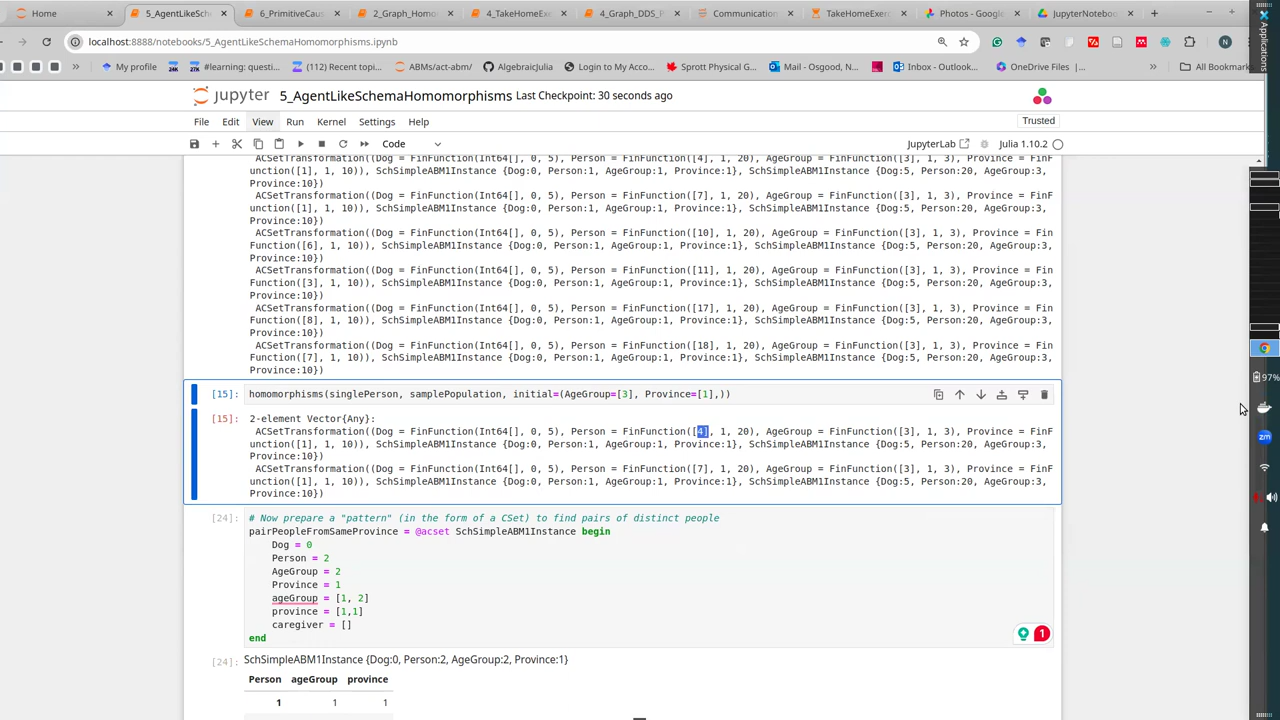 Home
5_AgentLikeSche
6_PrimitiveCaus
2_Graph_Homo
4_TakeHomeEx
4_Graph_DDS_P
Communication
TakeHomeExerc
Photos - Google
JupyterNotebo
localhost:8888/notebooks/5_AgentLikeSchemaHomomorphisms.ipynb
My profile
#learning: questi...
(112) Recent topi...
ABMs/act-abm/
AlgebraicJul
Login to My Acco
Sprott Physical G...
Mail - Osgood, N...
Inbox - Outlook...
OneDrive Files |...
All Bookmark
Applications
jupyter 5_AgentLikeSchemaHomomorphisms Last Checkpoint: 30 seconds ago
File Edit View Run Kernel Settings Help
Trusted
Code
JupyterLab
Julia 1.10.2
ACSetTransformation((Dog = FinFunction(Int64[], 0, 5), Person = FinFunction([4], 1, 20), AgeGroup = FinFunction([3], 1, 3), Province = FinF
unction([1], 1, 10)), SchSimpleABM1Instance {Dog:0, Person:1, AgeGroup:1, Province:1}, SchSimpleABM1Instance {Dog:5, Person:20, AgeGroup:3,
Province:10})
ACSetTransformation((Dog = FinFunction(Int64[], 0, 5), Person = FinFunction([7], 1, 20), AgeGroup = FinFunction([3], 1, 3), Province = FinF
unction([1], 1, 10)), SchSimpleABM1Instance {Dog:0, Person:1, AgeGroup:1, Province:1}, SchSimpleABM1Instance {Dog:5, Person:20, AgeGroup:3,
Province:10})
ACSetTransformation((Dog = FinFunction(Int64[], 0, 5), Person = FinFunction([10], 1, 20), AgeGroup = FinFunction([3], 1, 3), Province = Fin
Function([6], 1, 10)), SchSimpleABM1Instance {Dog:0, Person:1, AgeGroup:1, Province:1}, SchSimpleABM1Instance {Dog:5, Person:20, AgeGroup:3,
Province:10})
ACSetTransformation((Dog = FinFunction(Int64[], 0, 5), Person = FinFunction([11], 1, 20), AgeGroup = FinFunction([3], 1, 3), Province = Fin
Function([3], 1, 10)), SchSimpleABM1Instance {Dog:0, Person:1, AgeGroup:1, Province:1}, SchSimpleABM1Instance {Dog:5, Person:20, AgeGroup:3,
Province:10})
ACSetTransformation((Dog = FinFunction(Int64[], 0, 5), Person = FinFunction([17], 1, 20), AgeGroup = FinFunction([3], 1, 3), Province = Fin
Function([8], 1, 10)), SchSimpleABM1Instance {Dog:0, Person:1, AgeGroup:1, Province:1}, SchSimpleABM1Instance {Dog:5, Person:20, AgeGroup:3,
Province:10})
ACSetTransformation((Dog = FinFunction(Int64[], 0, 5), Person = FinFunction([18], 1, 20), AgeGroup = FinFunction([3], 1, 3), Province = Fin
Function([7], 1, 10)), SchSimpleABM1Instance {Dog:0, Person:1, AgeGroup:1, Province:1}, SchSimpleABM1Instance {Dog:5, Person:20, AgeGroup:3,
Province:10})
[15]: homomorphisms(singlePerson, samplePopulation, initial=(AgeGroup=[3], Province=[1],))
97%
[15]: 2-element Vector{Any}:
ACSetTransformation((Dog = FinFunction(Int64[], 0, 5), Person = FinFunction([4], 1, 20), AgeGroup = FinFunction([3], 1, 3), Province = FinF
unction([1], 1, 10)), SchSimpleABM1Instance {Dog:0, Person:1, AgeGroup:1, Province:1}, SchSimpleABM1Instance {Dog:5, Person:20, AgeGroup:3,
Province:10})
ACSetTransformation((Dog = FinFunction(Int64[], 0, 5), Person = FinFunction([7], 1, 20), AgeGroup = FinFunction([3], 1, 3), Province = FinF
unction([1], 1, 10)), SchSimpleABM1Instance {Dog:0, Person:1, AgeGroup:1, Province:1}, SchSimpleABM1Instance {Dog:5, Person:20, AgeGroup:3,
Province:10})
zm
[24]: # Now prepare a "pattern" (in the form of a CSet) to find pairs of distinct people
pairPeopleFromSameProvince = @acset SchSimpleABM1Instance begin
Dog = 0
Person = 2
AgeGroup = 2
Province = 1
ageGroup = [1, 2]
province = [1,1]
caregiver = []
end
1
[24]: SchSimpleABM1Instance {Dog:0, Person:2, AgeGroup:2, Province:1}
Person ageGroup province
1 1 1